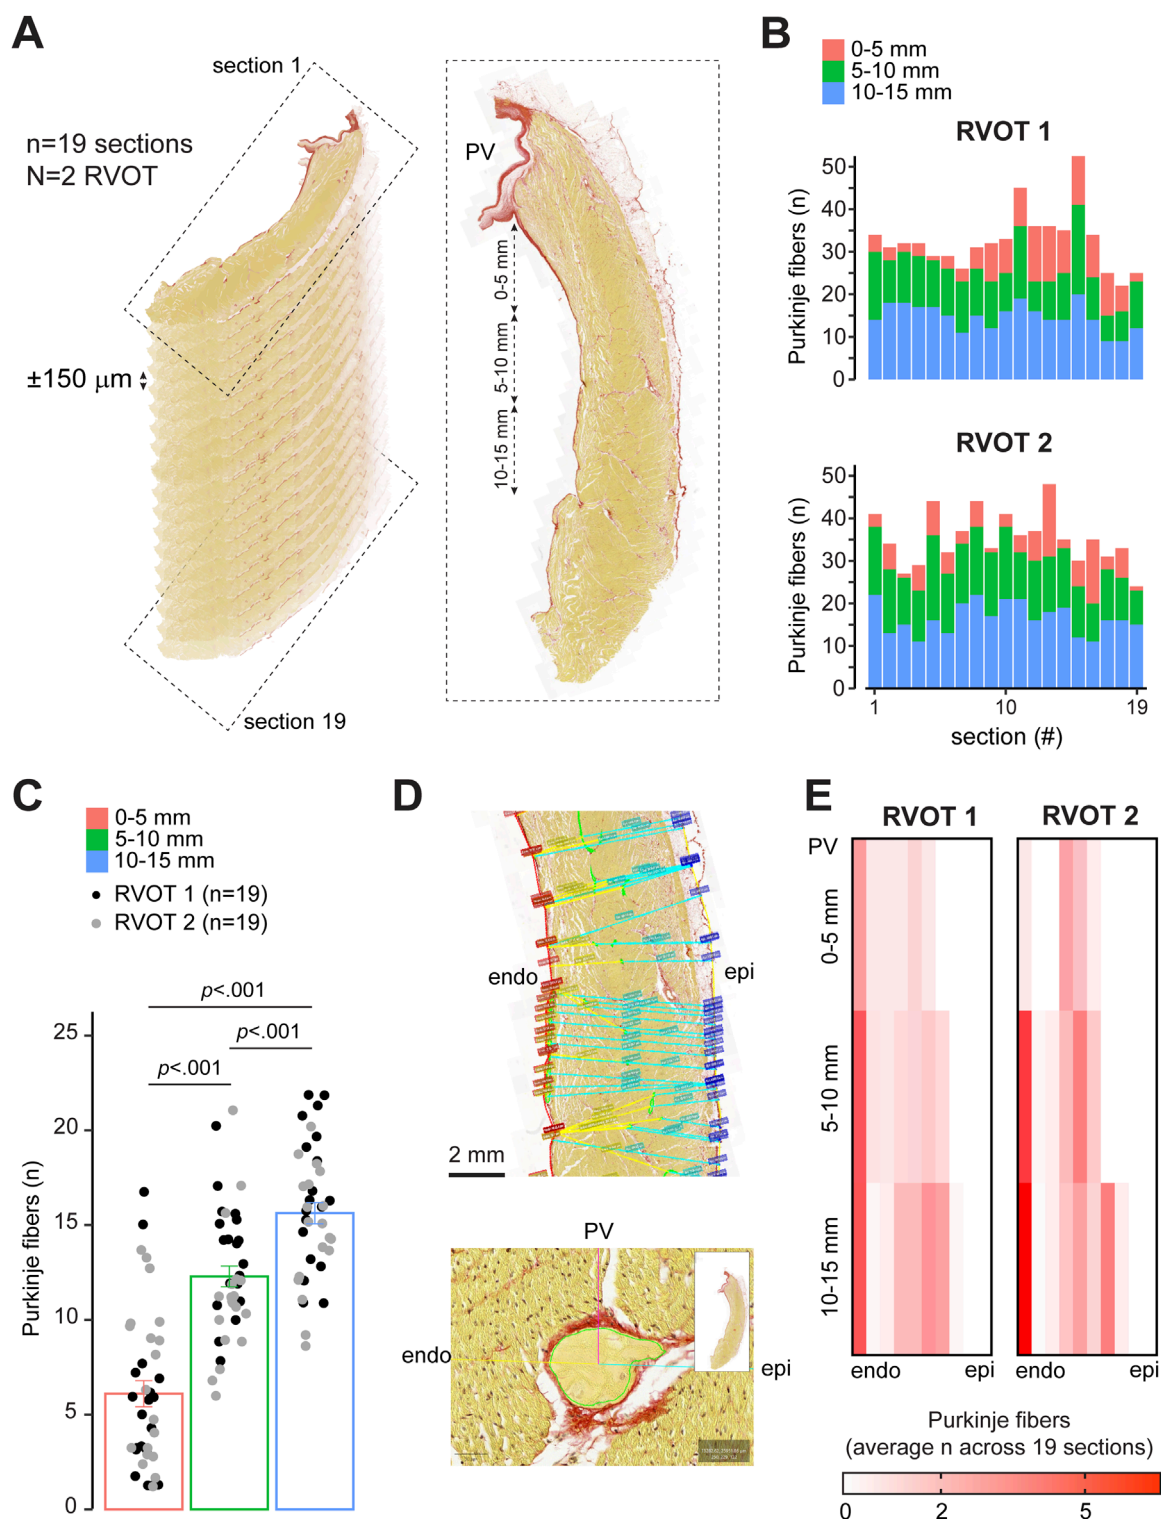 A
section 1
n=19 sections
N=2 RVOT
±150 μm
section 19
PV
0-5 mm
5-10 mm
10-15 mm
B
0-5 mm
5-10 mm
10-15 mm
RVOT 1
Purkinje fibers (n)
50
40
30
20
10
0
RVOT 2
Purkinje fibers (n)
50
40
30
20
10
0
1 10 19
section (#)
C
0-5 mm
5-10 mm
10-15 mm
RVOT 1 (n=19)
RVOT 2 (n=19)
p<.001
p<.001
p<.001
Purkinje fibers (n)
25
20
15
10
5
0
D
endo
epi
2 mm
PV
endo
epi
E
RVOT 1 RVOT 2
PV
0-5 mm
5-10 mm
10-15 mm
endo epi endo epi
Purkinje fibers
(average n across 19 sections)
0 2 5